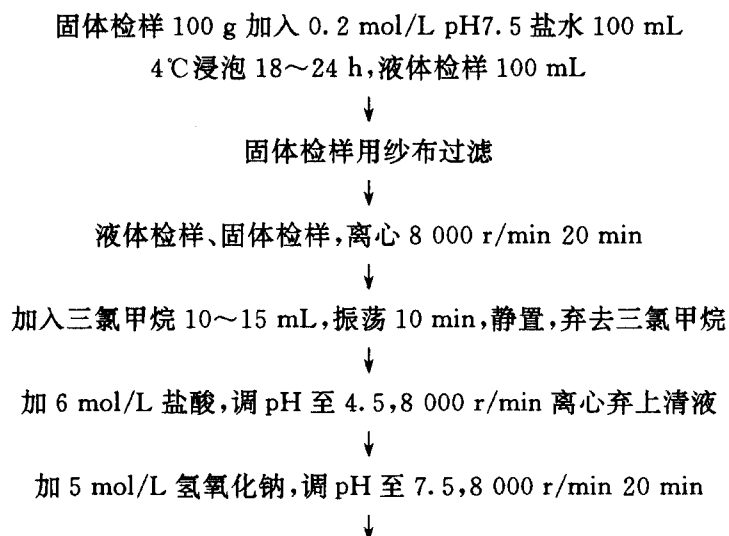 固体检样 100 g 加入 0.2 mol/L pH7.5 盐水 100 mL
4℃浸泡 18～24 h,液体检样 100 mL
↓
固体检样用纱布过滤
↓
液体检样、固体检样,离心 8 000 r/min 20 min
↓
加入三氯甲烷 10～15 mL,振荡 10 min,静置,弃去三氯甲烷
↓
加 6 mol/L 盐酸,调 pH 至 4.5,8 000 r/min 离心弃上清液
↓
加 5 mol/L 氢氧化钠,调 pH 至 7.5,8 000 r/min 20 min
↓